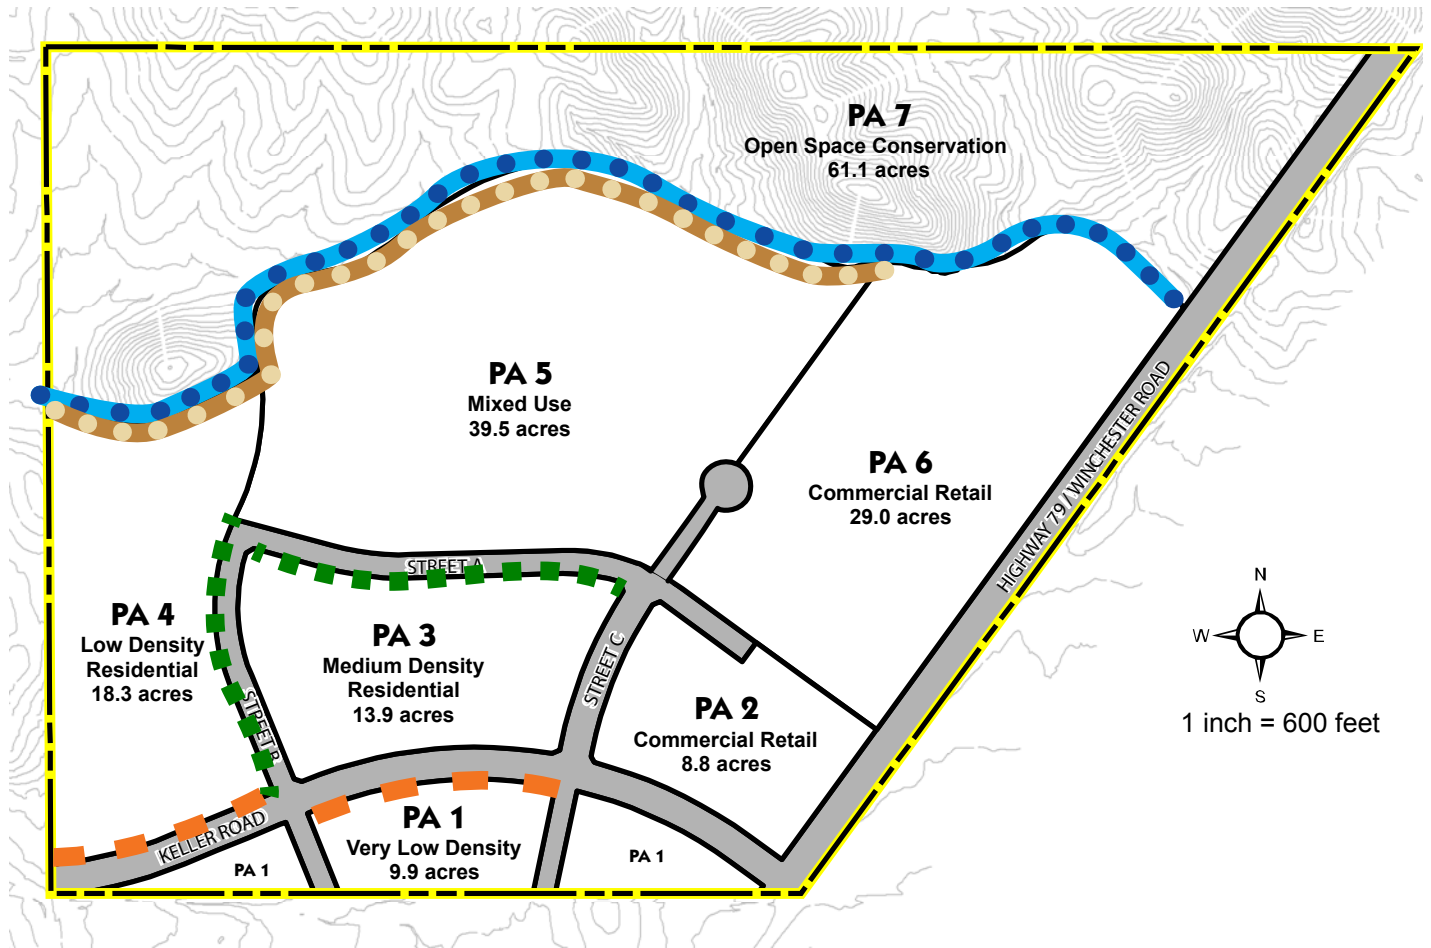 PA 7
Open Space Conservation
61.1 acres
PA 5
Mixed Use
39.5 acres
PA 6
Commercial Retail
29.0 acres
HIGHWAY 79 / WINCHESTER ROAD
STREET A
PA 4
Low Density
Residential
18.3 acres
PA 3
Medium Density
Residential
13.9 acres
STREET B
STREET C
PA 2
Commercial Retail
8.8 acres
N
W
E
S
1 inch = 600 feet
KELLER ROAD
PA 1
Very Low Density
9.9 acres
PA 1
PA 1